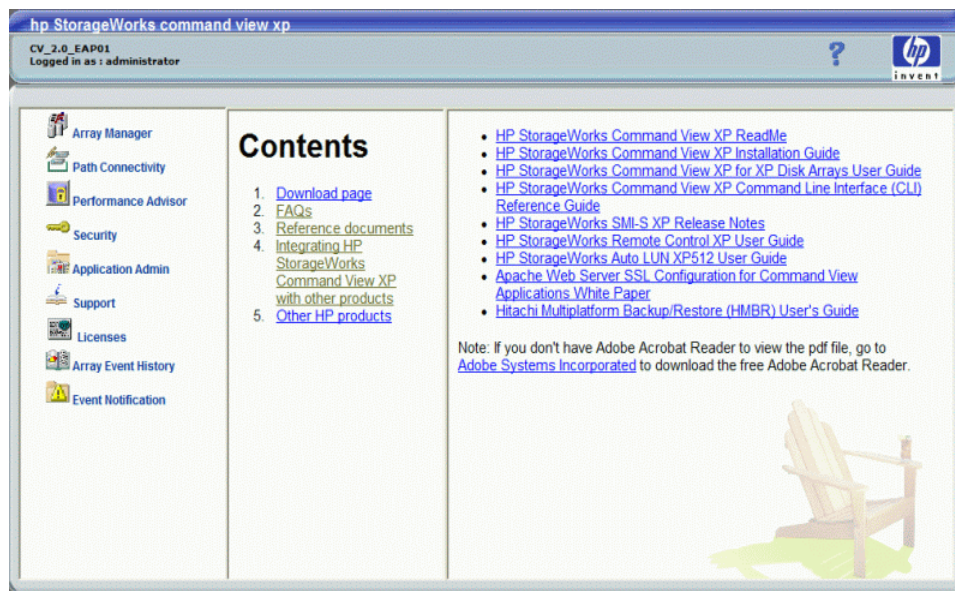 hp StorageWorks command view xp
CV_2.0_EAP01
Logged in as : administrator
?
hp
invent
Array Manager
Path Connectivity
Performance Advisor
Security
Application Admin
Support
Licenses
Array Event History
Event Notification
Contents
1. Download page
2. FAQs
3. Reference documents
4. Integrating HP
StorageWorks
Command View XP
with other products
5. Other HP products
• HP StorageWorks Command View XP ReadMe
• HP StorageWorks Command View XP Installation Guide
• HP StorageWorks Command View XP for XP Disk Arrays User Guide
• HP StorageWorks Command View XP Command Line Interface (CLI)
Reference Guide
• HP StorageWorks SMI-S XP Release Notes
• HP StorageWorks Remote Control XP User Guide
• HP StorageWorks Auto LUN XP512 User Guide
• Apache Web Server SSL Configuration for Command View
Applications White Paper
• Hitachi Multiplatform Backup/Restore (HMBR) User's Guide
Note: If you don't have Adobe Acrobat Reader to view the pdf file, go to
Adobe Systems Incorporated to download the free Adobe Acrobat Reader.